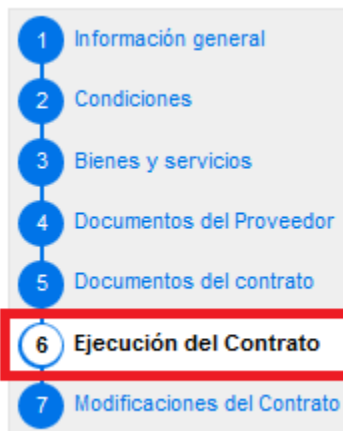 1 Información general
2 Condiciones
3 Bienes y servicios
4 Documentos del Proveedor
5 Documentos del contrato
6 Ejecución del Contrato
7 Modificaciones del Contrato